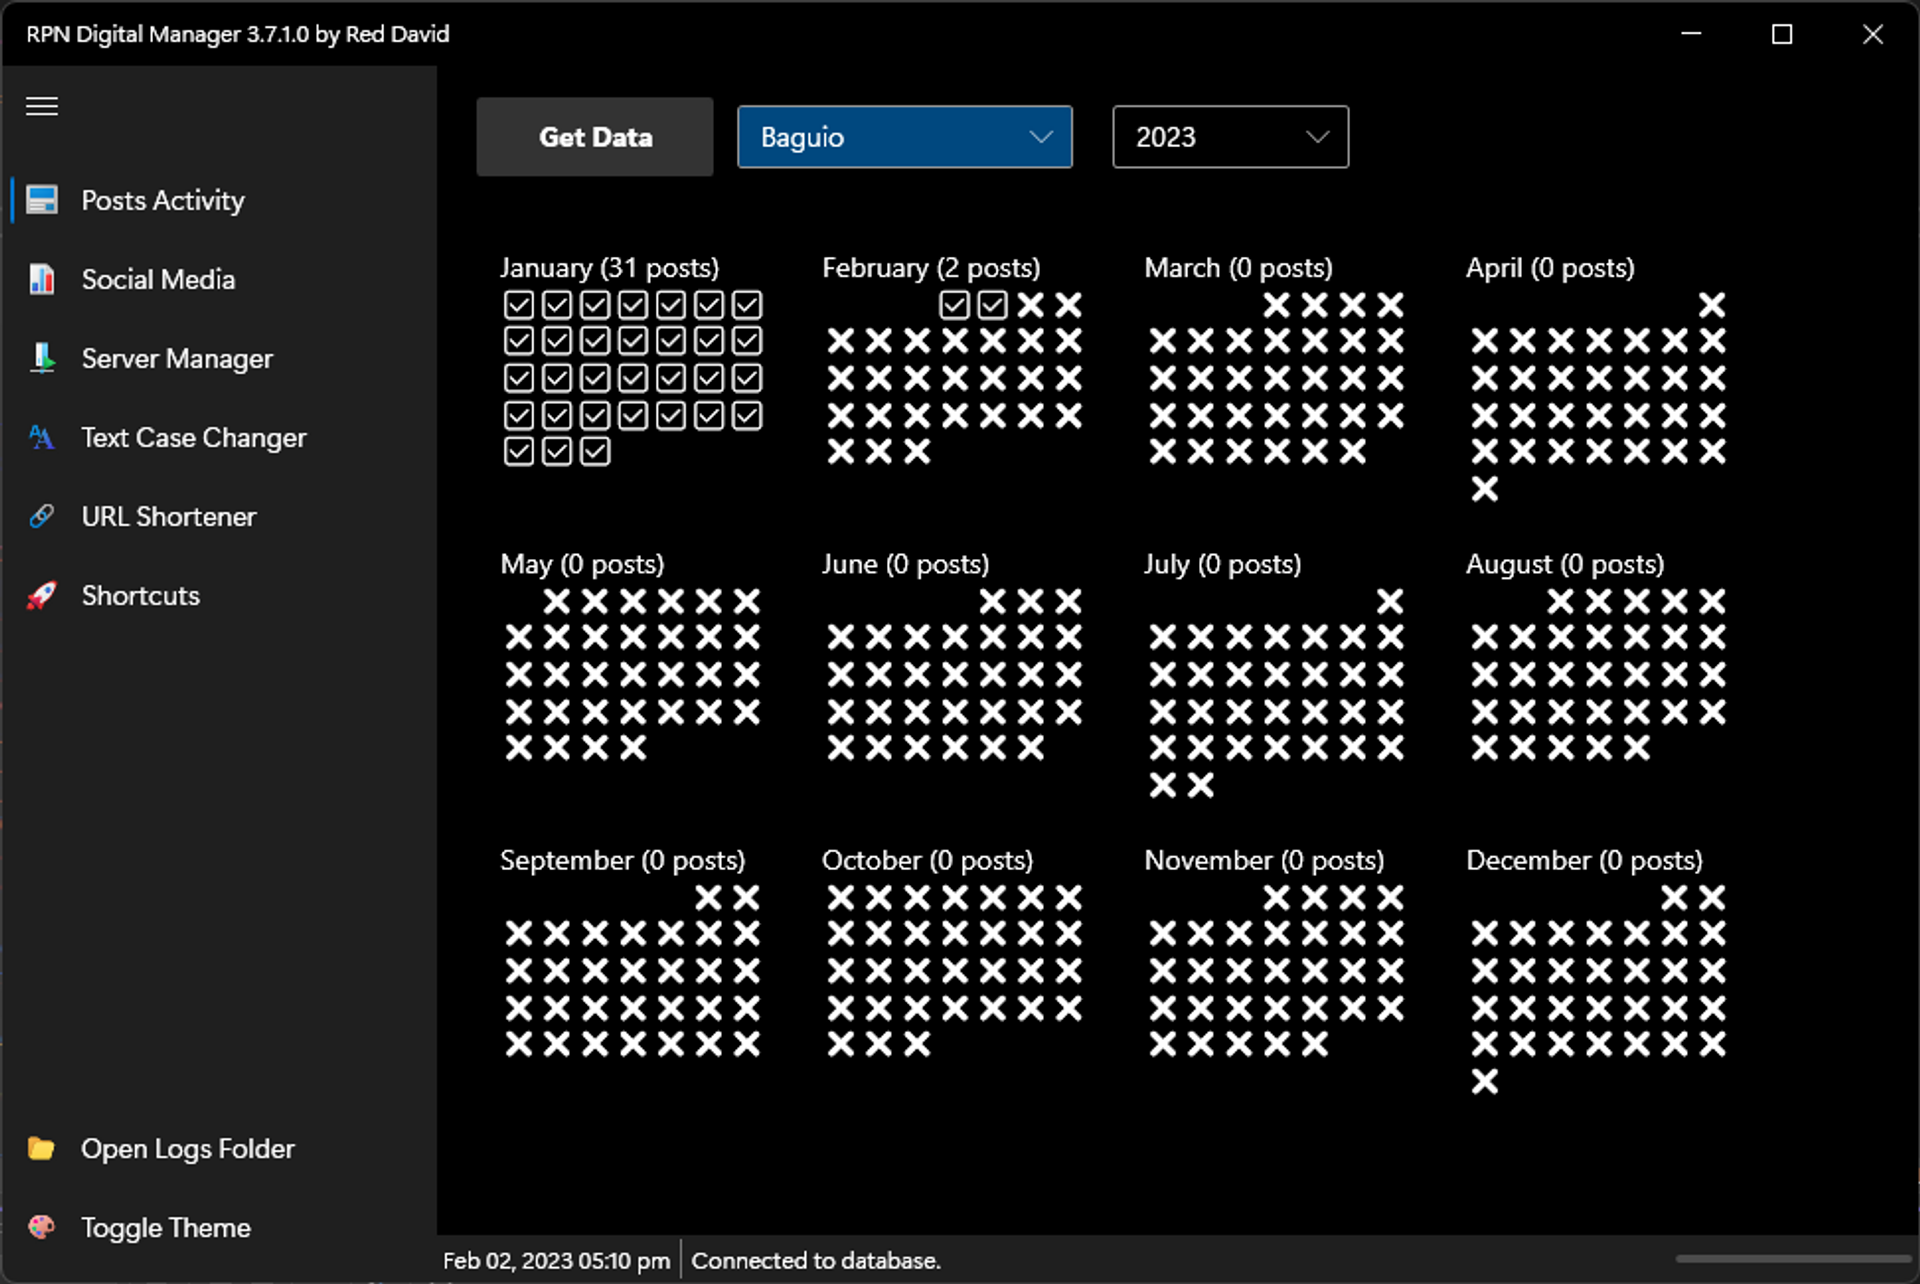 RPN Digital Manager 3.7.1.0 by Red David
Get Data
Baguio
2023
Posts Activity
Social Media
Server Manager
Text Case Changer
URL Shortener
Shortcuts
January (31 posts)
February (2 posts)
March (0 posts)
April (0 posts)
May (0 posts)
June (0 posts)
July (0 posts)
August (0 posts)
September (0 posts)
October (0 posts)
November (0 posts)
December (0 posts)
Open Logs Folder
Toggle Theme
Feb 02, 2023 05:10 pm
Connected to database.